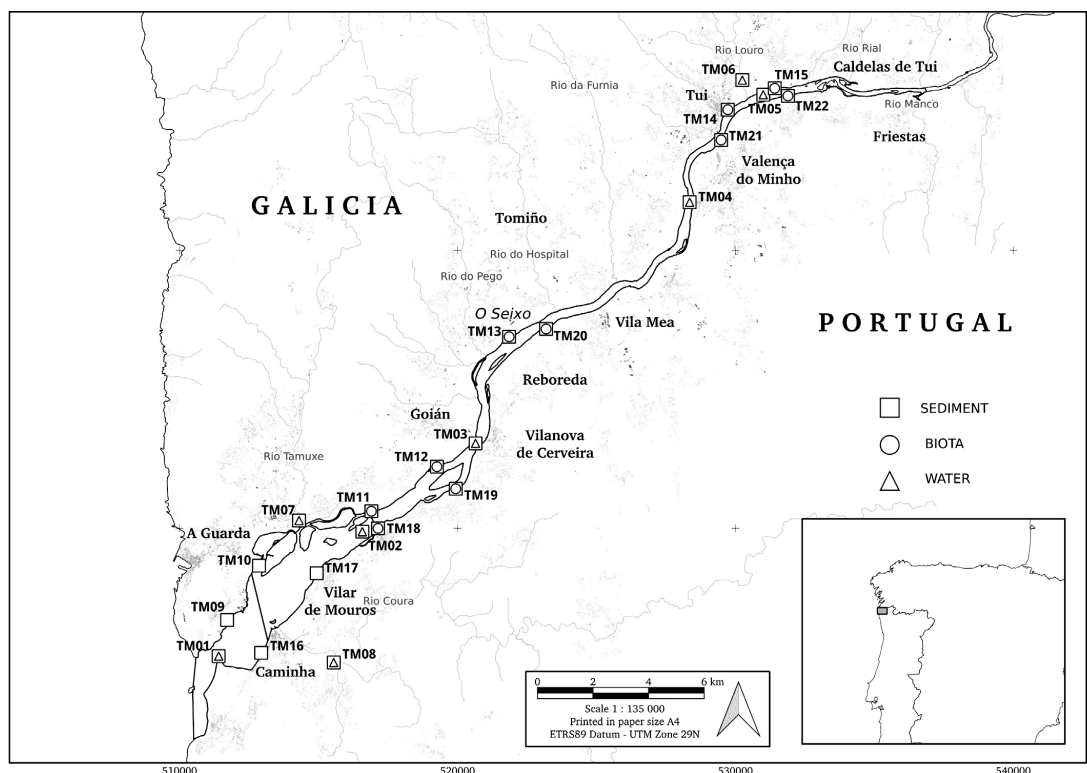 Rio Louro
Rio Rial
TM06
TM15
Caldelas de Tui
Rio da Furnia
Tui
TM05
TM22
Rio Manco
TM14
TM21
Friestas
Valença
do Minho
TM04
GALICIA
Tomiño
Rio do Hospital
Rio do Pego
O Seixo
TM13
TM20
Vila Mea
PORTUGAL
Reboreda
Goián
TM03
Vilanova
de Cerveira
SEDIMENT
BIOTA
WATER
Rio Tamuxe
TM12
TM19
TM11
TM07
TM18
A Guarda
TM02
TM10
TM17
Vilar
de Mouros
Rio Coura
TM09
TM01
TM16
TM08
Caminha
0 2 4 6 km
Scale 1 : 135 000
Printed in paper size A4
ETRS89 Datum - UTM Zone 29N
510000 520000 530000 540000